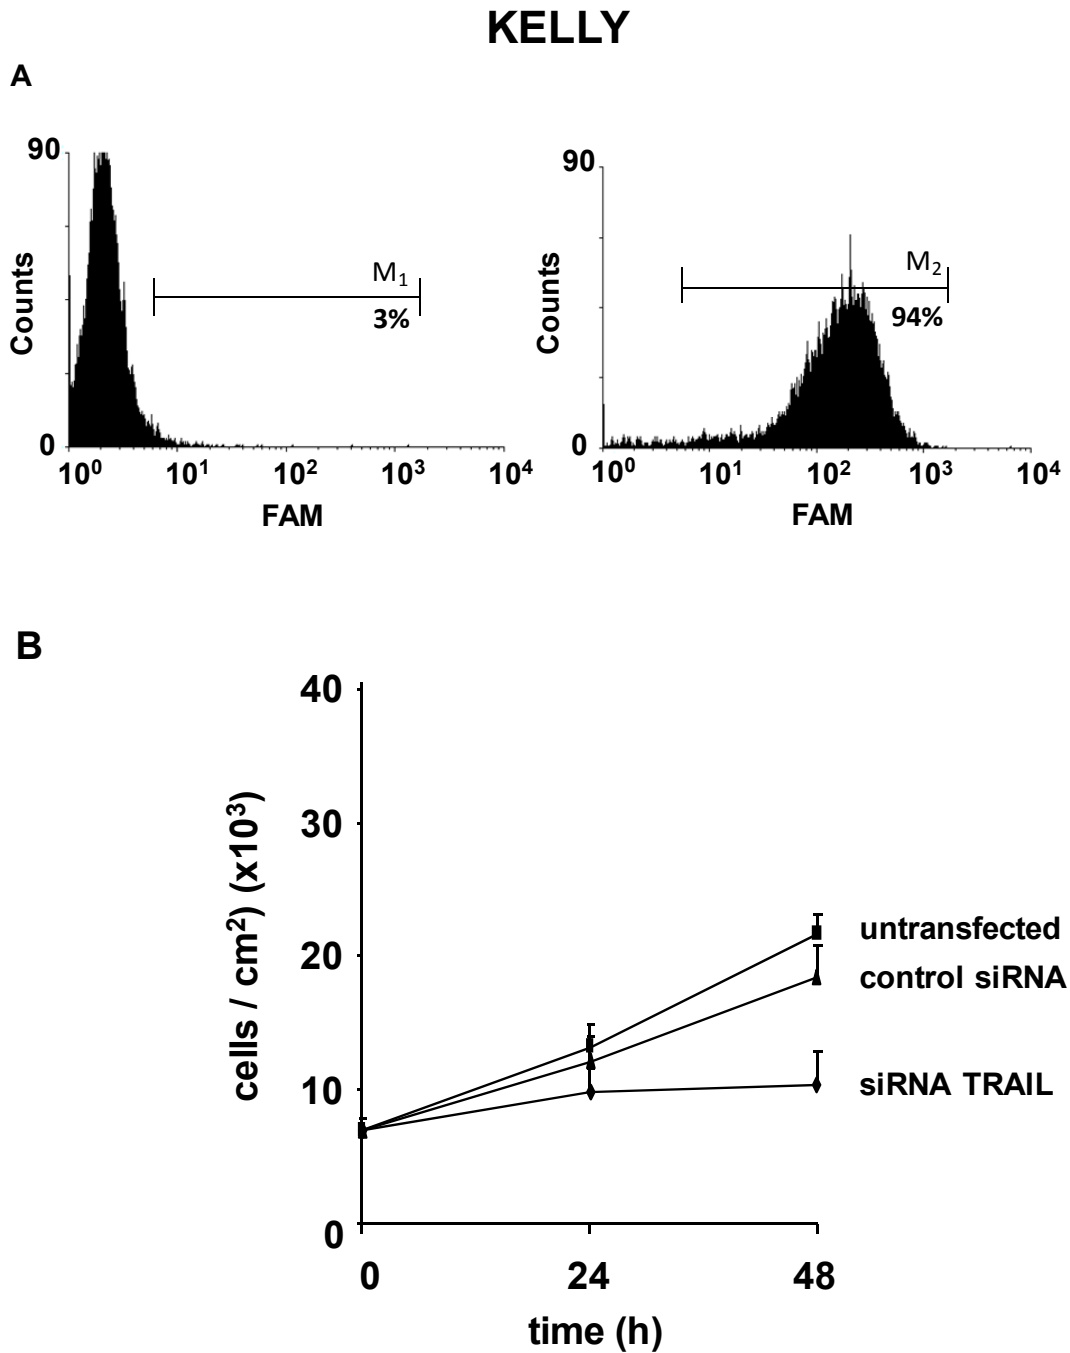 KELLY
A
90
M1
3%
Counts
0
10^0 10^1 10^2 10^3 10^4
FAM
90
M2
94%
Counts
0
10^0 10^1 10^2 10^3 10^4
FAM
B
40
30
20
10
0
cells / cm^2) (x10^3)
untransfected
control siRNA
siRNA TRAIL
0 24 48
time (h)